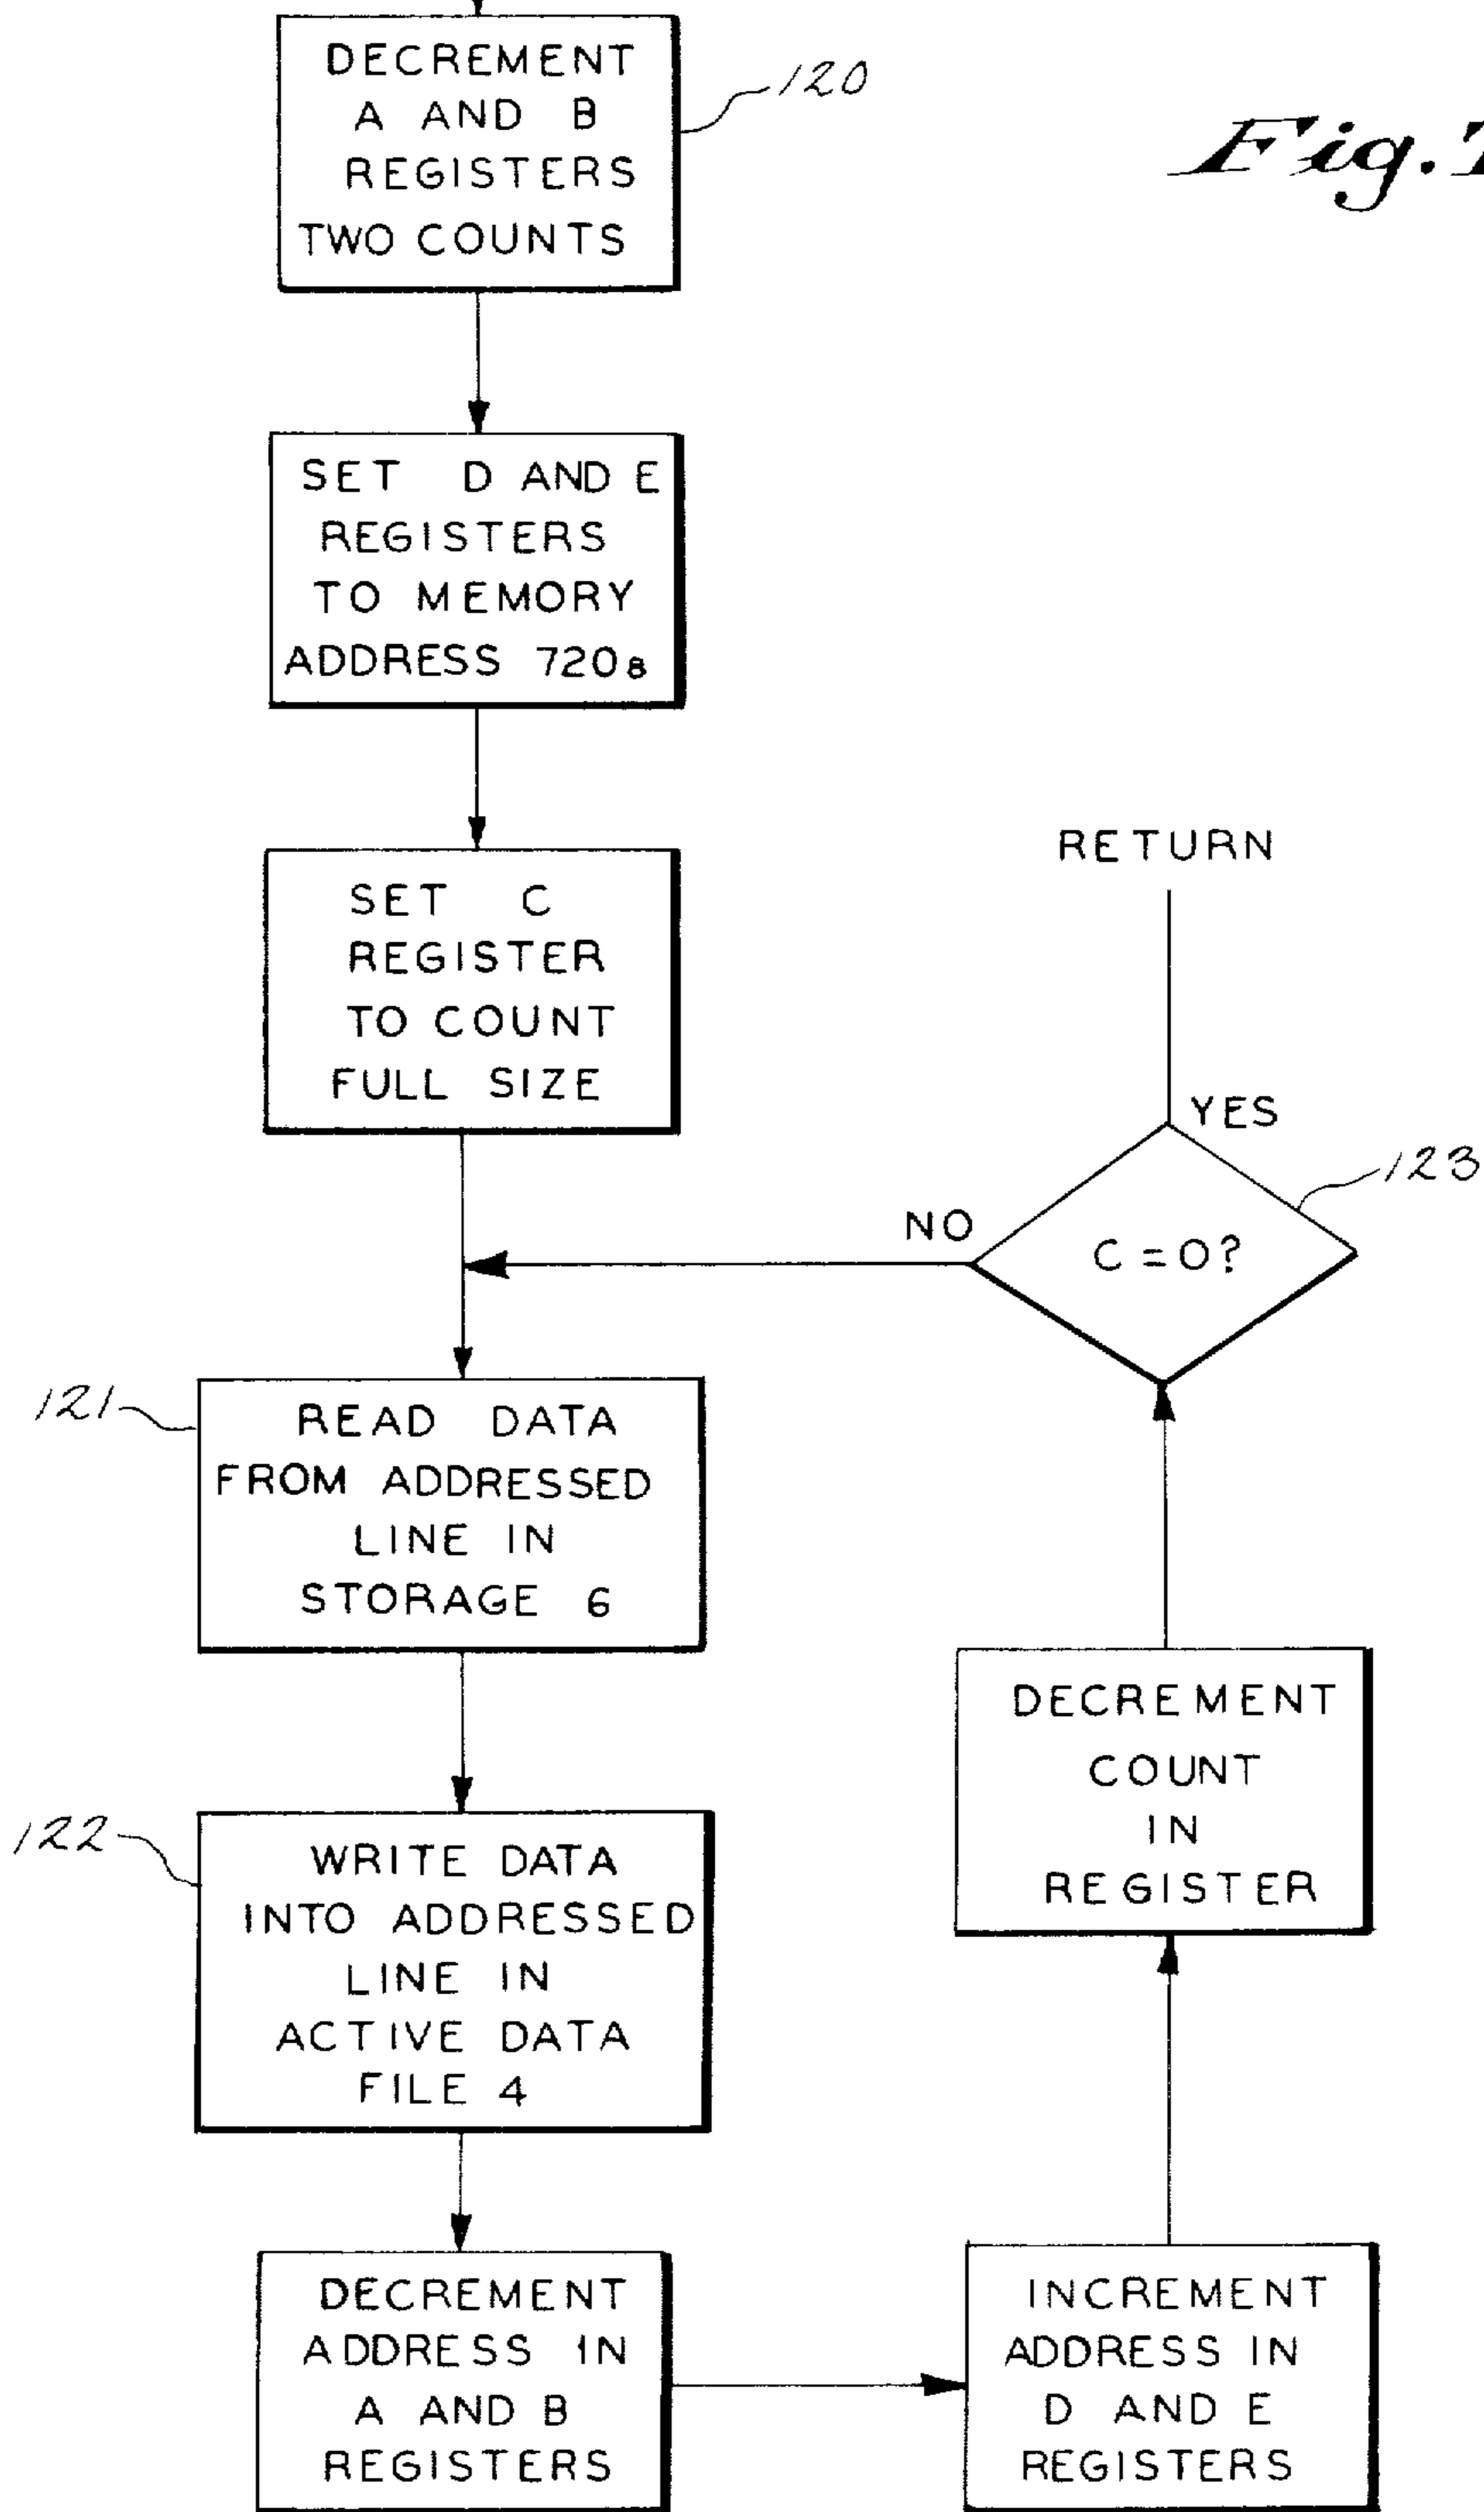 DECREMENT
A AND B
REGISTERS
TWO COUNTS
120
Fig. 7
SET D AND E
REGISTERS
TO MEMORY
ADDRESS 720₈
SET C
REGISTER
TO COUNT
FULL SIZE
RETURN
YES
123
NO
C = 0?
121
READ DATA
FROM ADDRESSED
LINE IN
STORAGE 6
122
WRITE DATA
INTO ADDRESSED
LINE IN
ACTIVE DATA
FILE 4
DECREMENT
COUNT
IN
REGISTER
DECREMENT
ADDRESS IN
A AND B
REGISTERS
INCREMENT
ADDRESS IN
D AND E
REGISTERS